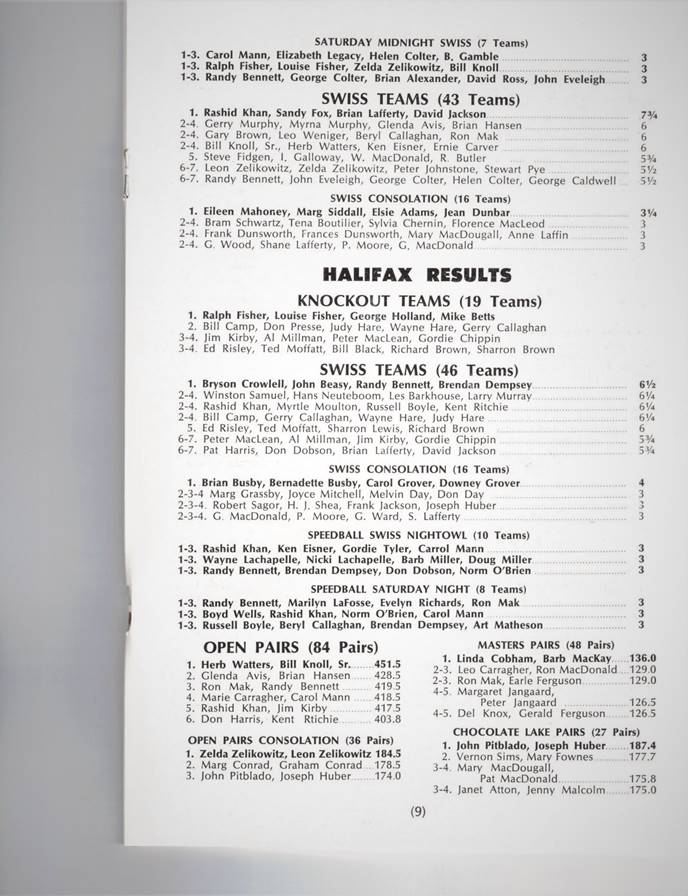 SATURDAY MIDNIGHT SWISS (7 Teams)
1-3. Carol Mann, Elizabeth Legacy, Helen Colter, B. Gamble 3
1-3. Ralph Fisher, Louise Fisher, Zelda Zelikowitz, Bill Knoll 3
1-3. Randy Bennett, George Colter, Brian Alexander, David Ross, John Eveleigh 3
SWISS TEAMS (43 Teams)
1. Rashid Khan, Sandy Fox, Brian Lafferty, David Jackson 7¾
2-4. Gerry Murphy, Myrna Murphy, Glenda Avis, Brian Hansen 6
2-4. Gary Brown, Leo Weniger, Beryl Callaghan, Ron Mak 6
2-4. Bill Knoll, Sr., Herb Watters, Ken Eisner, Ernie Carver 6
5. Steve Fidgen, I. Galloway, W. MacDonald, R. Butler 5¾
6-7. Leon Zelikowitz, Zelda Zelikowitz, Peter Johnstone, Stewart Pye 5½
6-7. Randy Bennett, John Eveleigh, George Colter, Helen Colter, George Caldwell 5½
SWISS CONSOLATION (16 Teams)
1. Eileen Mahoney, Marg Siddall, Elsie Adams, Jean Dunbar 3¼
2-4. Bram Schwartz, Tena Boutilier, Sylvia Chernin, Florence MacLeod 3
2-4. Frank Dunsworth, Frances Dunsworth, Mary MacDougall, Anne Laffin 3
2-4. G. Wood, Shane Lafferty, P. Moore, G. MacDonald 3
HALIFAX RESULTS
KNOCKOUT TEAMS (19 Teams)
1. Ralph Fisher, Louise Fisher, George Holland, Mike Betts
2. Bill Camp, Don Presse, Judy Hare, Wayne Hare, Gerry Callaghan
3-4. Jim Kirby, Al Millman, Peter MacLean, Gordie Chippin
3-4. Ed Risley, Ted Moffatt, Bill Black, Richard Brown, Sharron Brown
SWISS TEAMS (46 Teams)
1. Bryson Crowlell, John Beasy, Randy Bennett, Brendan Dempsey 6½
2-4. Winston Samuel, Hans Neuteboom, Les Barkhouse, Larry Murray 6¼
2-4. Rashid Khan, Myrtle Moulton, Russell Boyle, Kent Ritchie 6¼
2-4. Bill Camp, Gerry Callaghan, Wayne Hare, Judy Hare 6¼
5. Ed Risley, Ted Moffatt, Sharron Lewis, Richard Brown 6
6-7. Peter MacLean, Al Millman, Jim Kirby, Gordie Chippin 5¾
6-7. Pat Harris, Don Dobson, Brian Lafferty, David Jackson 5¾
SWISS CONSOLATION (16 Teams)
1. Brian Busby, Bernadette Busby, Carol Grover, Downey Grover 4
2-3-4 Marg Grassby, Joyce Mitchell, Melvin Day, Don Day 3
2-3-4. Robert Sagor, H. J. Shea, Frank Jackson, Joseph Huber 3
2-3-4. G. MacDonald, P. Moore, G. Ward, S. Lafferty 3
SPEEDBALL SWISS NIGHTOWL (10 Teams)
1-3. Rashid Khan, Ken Eisner, Gordie Tyler, Carrol Mann 3
1-3. Wayne Lachapelle, Nicki Lachapelle, Barb Miller, Doug Miller 3
1-3. Randy Bennett, Brendan Dempsey, Don Dobson, Norm O'Brien 3
SPEEDBALL SATURDAY NIGHT (8 Teams)
1-3. Randy Bennett, Marilyn LaFosse, Evelyn Richards, Ron Mak 3
1-3. Boyd Wells, Rashid Khan, Norm O'Brien, Carol Mann 3
1-3. Russell Boyle, Beryl Callaghan, Brendan Dempsey, Art Matheson 3
OPEN PAIRS (84 Pairs)
1. Herb Watters, Bill Knoll, Sr. 451.5
2. Glenda Avis, Brian Hansen 428.5
3. Ron Mak, Randy Bennett 419.5
4. Marie Carragher, Carol Mann 418.5
5. Rashid Khan, Jim Kirby 417.5
6. Don Harris, Kent Rtichie 403.8
OPEN PAIRS CONSOLATION (36 Pairs)
1. Zelda Zelikowitz, Leon Zelikowitz 184.5
2. Marg Conrad, Graham Conrad 178.5
3. John Pitblado, Joseph Huber 174.0
MASTERS PAIRS (48 Pairs)
1. Linda Cobham, Barb MacKay 136.0
2-3. Leo Carragher, Ron MacDonald 129.0
2-3. Ron Mak, Earle Ferguson 129.0
4-5. Margaret Jangaard,
Peter Jangaard 126.5
4-5. Del Knox, Gerald Ferguson 126.5
CHOCOLATE LAKE PAIRS (27 Pairs)
1. John Pitblado, Joseph Huber 187.4
2. Vernon Sims, Mary Fownes 177.7
3-4. Mary MacDougall,
Pat MacDonald 175.8
3-4. Janet Atton, Jenny Malcolm 175.0
(9)